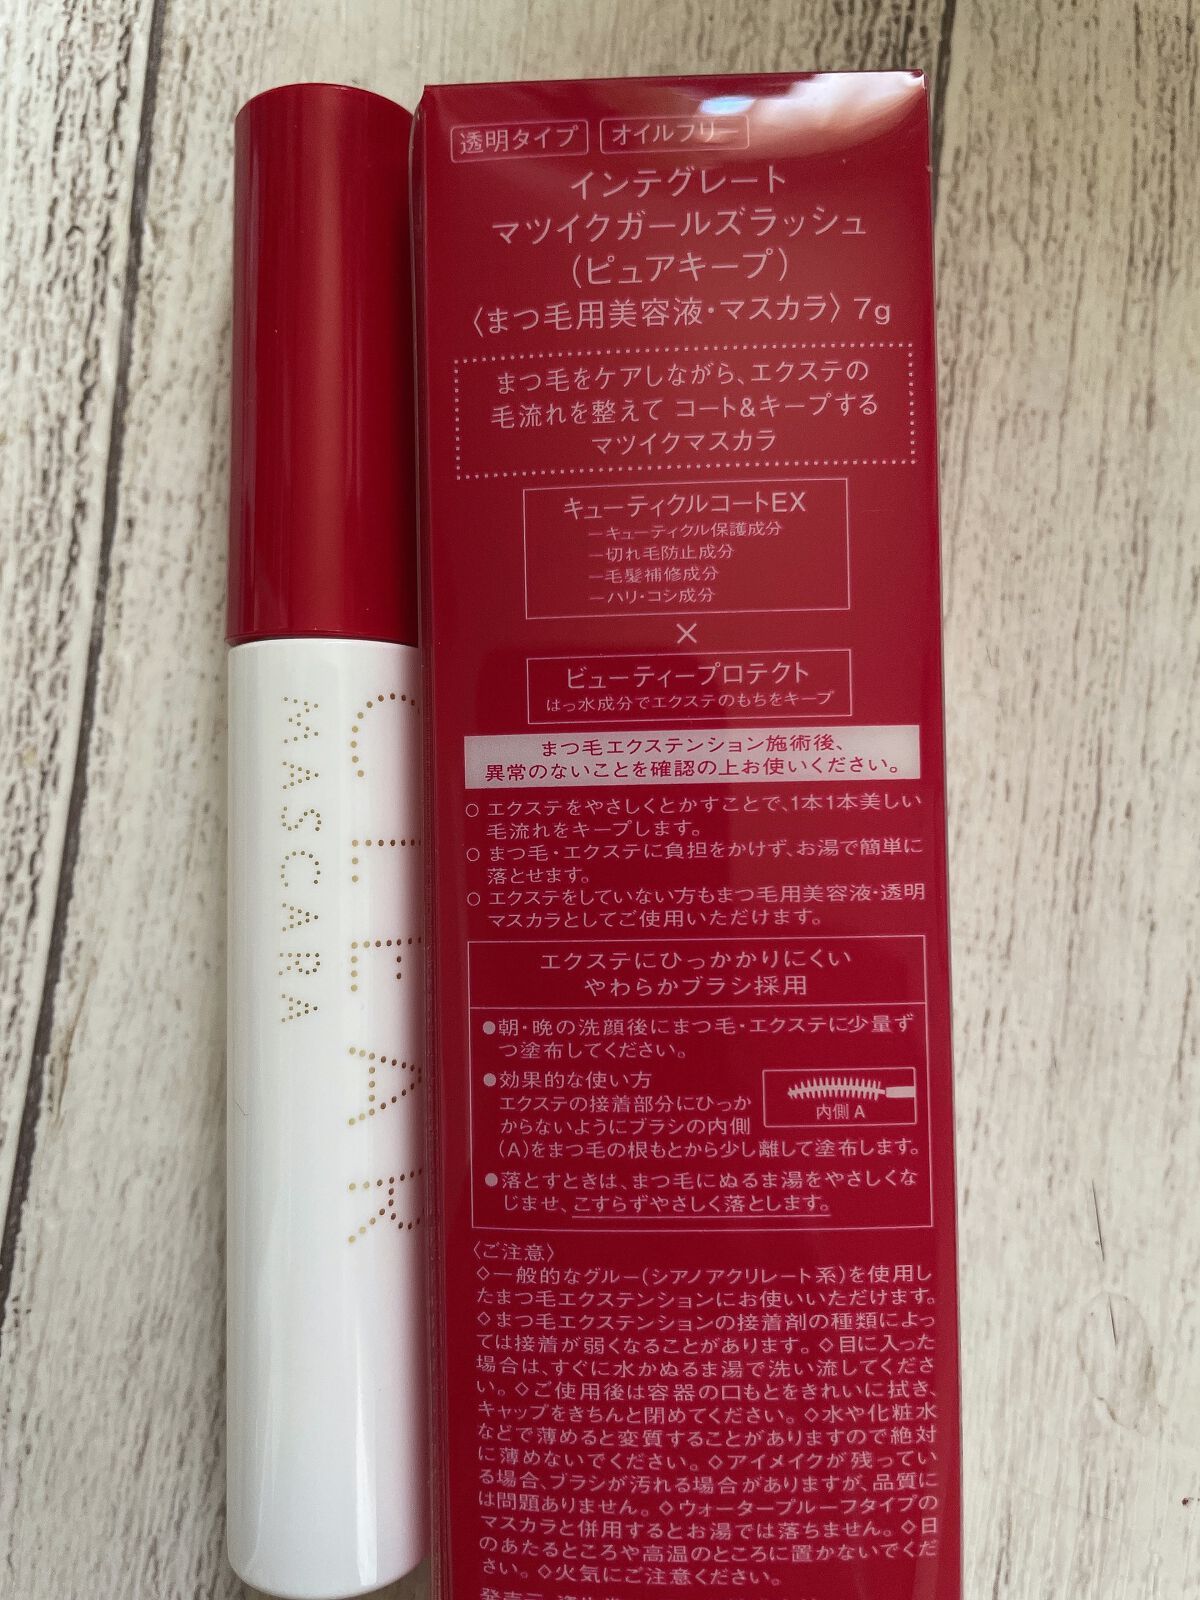 CLEAR
MASCARA
透明タイプ オイルフリー
インテグレート
マツイクガールズラッシュ
(ピュアキープ)
〈まつ毛用美容液・マスカラ〉7g
まつ毛をケアしながら、エクステの
毛流れを整えて コート&キープする
マツイクマスカラ
キューティクルコートEX
―キューティクル保護成分
―切れ毛防止成分
―毛髪補修成分
―ハリ・コシ成分
×
ビューティープロテクト
はっ水成分でエクステのもちをキープ
まつ毛エクステンション施術後、
異常のないことを確認の上お使いください。
○ エクステをやさしくとかすことで、1本1本美しい
毛流れをキープします。
○ まつ毛・エクステに負担をかけず、お湯で簡単に
落とせます。
○ エクステをしていない方もまつ毛用美容液・透明
マスカラとしてご使用いただけます。
エクステにひっかかりにくい
やわらかブラシ採用
●朝・晩の洗顔後にまつ毛・エクステに少量ず
つ塗布してください。
●効果的な使い方
エクステの接着部分にひっか
からないようにブラシの内側
(A)をまつ毛の根もとから少し離して塗布します。
内側 A
●落とすときは、まつ毛にぬるま湯をやさしくな
じませ、こすらずやさしく落とします。
〈ご注意〉
◇一般的なグルー(シアノアクリレート系)を使用し
たまつ毛エクステンションにお使いいただけます。
◇まつ毛エクステンションの接着剤の種類によっ
ては接着が弱くなることがあります。◇目に入った
場合は、すぐに水かぬるま湯で洗い流してくださ
い。◇ご使用後は容器の口もとをきれいに拭き、
キャップをきちんと閉めてください。◇水や化粧水
などで薄めると変質することがありますので絶対
に薄めないでください。◇アイメイクが残ってい
る場合、ブラシが汚れる場合がありますが、品質に
は問題ありません。◇ウォータープルーフタイプの
マスカラと併用するとお湯では落ちません。◇日
のあたるところや高温のところに置かないでくだ
さい。◇火気にご注意ください。